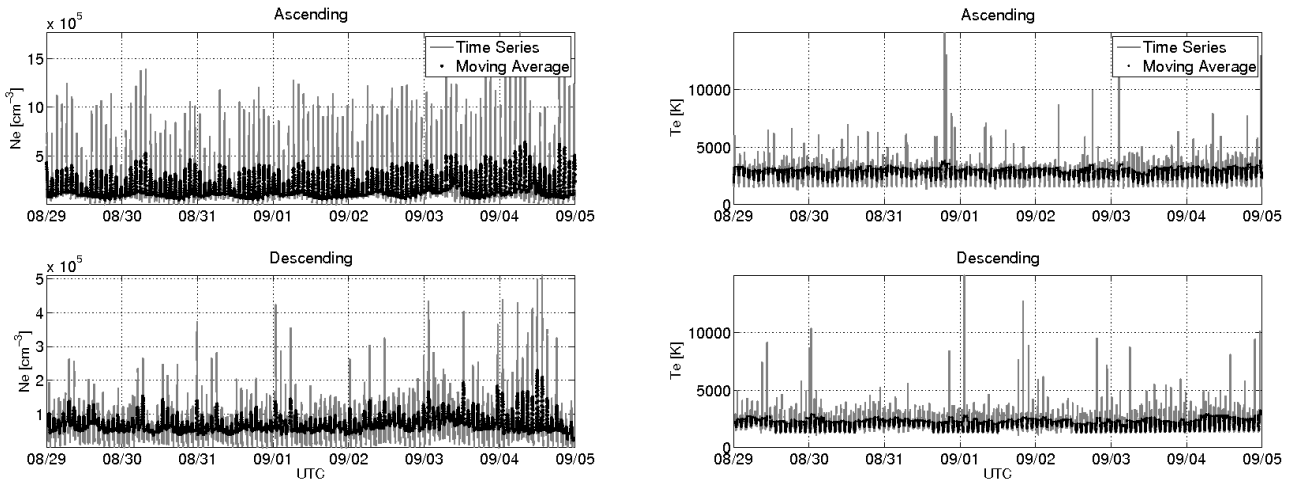 Ascending
x 10^5
Time Series
Moving Average
Ne [cm^-3]
15
10
5
08/29 08/30 08/31 09/01 09/02 09/03 09/04 09/05
Ascending
Time Series
Moving Average
Te [K]
10000
5000
0
08/29 08/30 08/31 09/01 09/02 09/03 09/04 09/05
Descending
x 10^5
Ne [cm^-3]
5
4
3
2
1
08/29 08/30 08/31 09/01 09/02 09/03 09/04 09/05
UTC
Descending
Te [K]
10000
5000
0
08/29 08/30 08/31 09/01 09/02 09/03 09/04 09/05
UTC